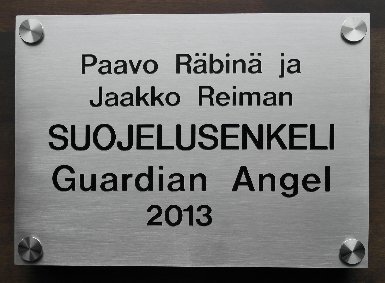 Paavo Räbinä ja
Jaakko Reiman
SUOJELUSENKELI
Guardian Angel
2013